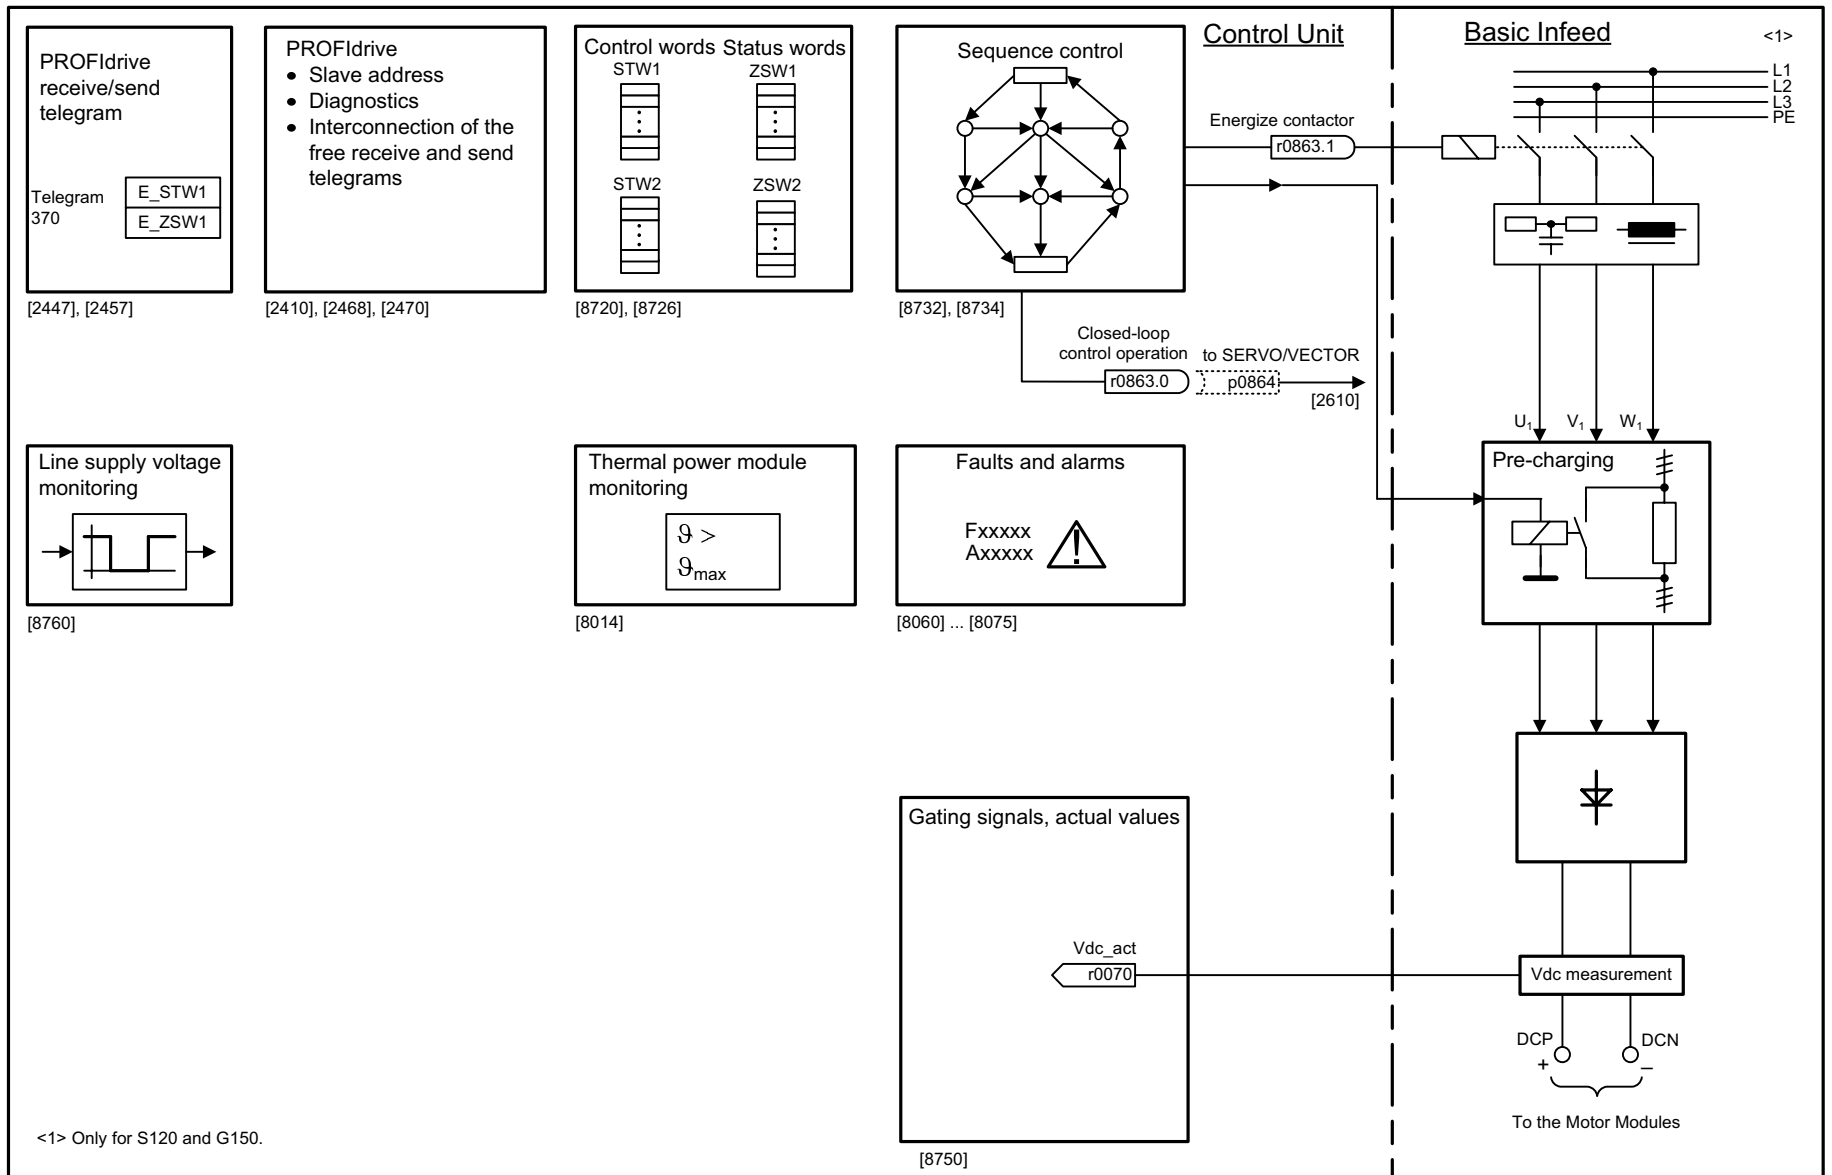 PROFIdrive
receive/send
telegram
Telegram
370
E_STW1
E_ZSW1
[2447], [2457]
PROFIdrive
• Slave address
• Diagnostics
• Interconnection of the
free receive and send
telegrams
[2410], [2468], [2470]
Control words Status words
STW1 ZSW1
STW2 ZSW2
[8720], [8726]
Sequence control
[8732], [8734]
Control Unit
Energize contactor
r0863.1
Closed-loop
control operation
r0863.0
to SERVO/VECTOR
p0864
[2610]
Basic Infeed
<1>
L1
L2
L3
PE
U1 V1 W1
Pre-charging
Line supply voltage
monitoring
[8760]
Thermal power module
monitoring
ϑ >
ϑmax
[8014]
Faults and alarms
Fxxxxx
Axxxxx
!
[8060] ... [8075]
Gating signals, actual values
Vdc_act
r0070
[8750]
Vdc measurement
DCP DCN
+ –
To the Motor Modules
<1> Only for S120 and G150.